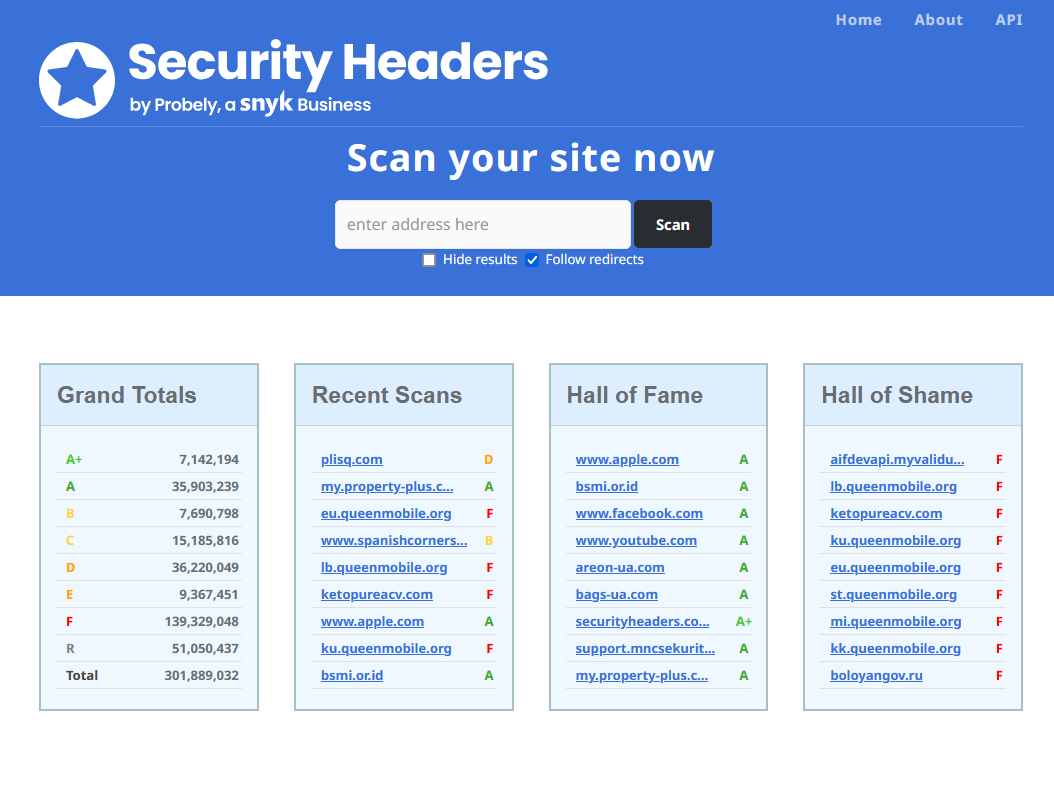 Home About API
Security Headers
by Probely, a snyk Business
Scan your site now
enter address here Scan
Hide results Follow redirects
Grand Totals
A+ 7,142,194
A 35,903,239
B 7,690,798
C 15,185,816
D 36,220,049
E 9,367,451
F 139,329,048
R 51,050,437
Total 301,889,032
Recent Scans
plisq.com D
my.property-plus.c... A
eu.queenmobile.org F
www.spanishcorners... B
lb.queenmobile.org F
ketopureacv.com F
www.apple.com A
ku.queenmobile.org F
bsmi.or.id A
Hall of Fame
www.apple.com A
bsmi.or.id A
www.facebook.com A
www.youtube.com A
areon-ua.com A
bags-ua.com A
securityheaders.co... A+
support.mncsekurit... A
my.property-plus.c... A
Hall of Shame
aifdevapi.myvalidu... F
lb.queenmobile.org F
ketopureacv.com F
ku.queenmobile.org F
eu.queenmobile.org F
st.queenmobile.org F
mi.queenmobile.org F
kk.queenmobile.org F
boloyangov.ru F